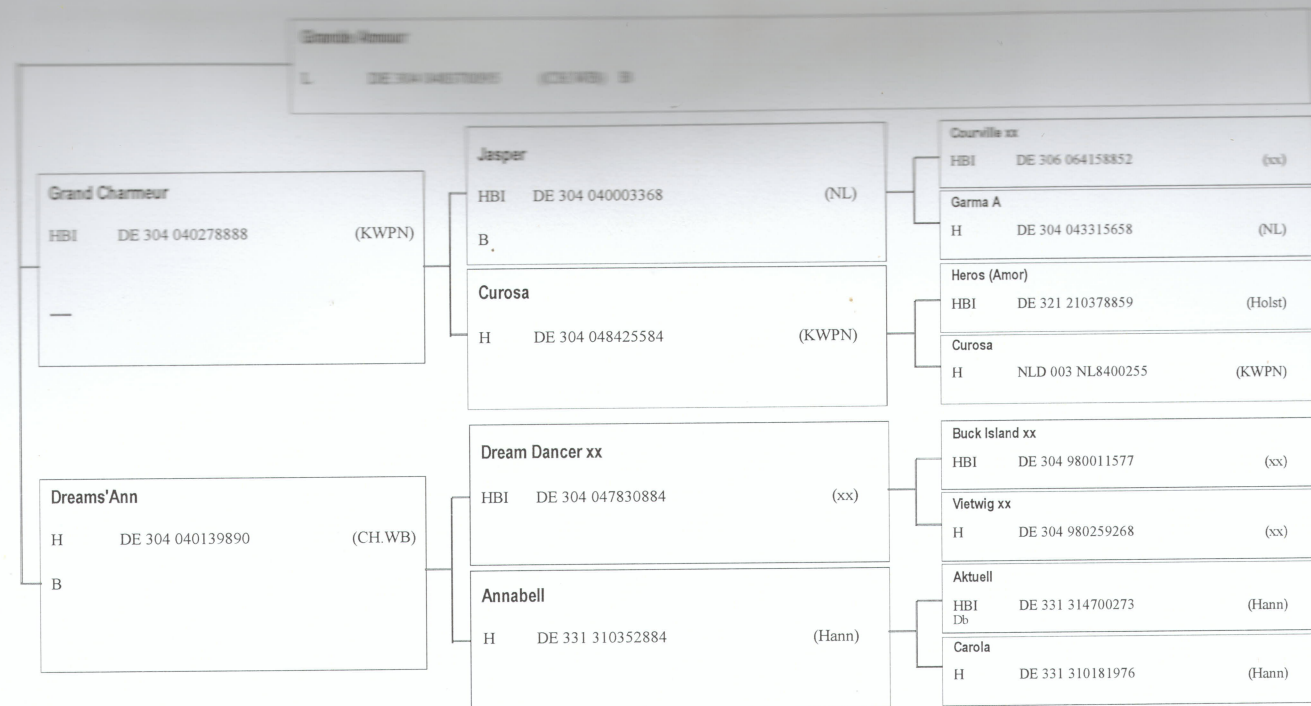 Grand Charmeur
HBI DE 304 040278888 (KWPN)
Dreams'Ann
H DE 304 040139890 (CH.WB)
B
Jasper
HBI DE 304 040003368 (NL)
B
Curosa
H DE 304 048425584 (KWPN)
Dream Dancer xx
HBI DE 304 047830884 (xx)
Annabell
H DE 331 310352884 (Hann)
Courville xx
HBI DE 306 064158852 (xx)
Garma A
H DE 304 043315658 (NL)
Heros (Amor)
HBI DE 321 210378859 (Holst)
Curosa
H NLD 003 NL8400255 (KWPN)
Buck Island xx
HBI DE 304 980011577 (xx)
Vietwig xx
H DE 304 980259268 (xx)
Aktuell
HBI DE 331 314700273 (Hann)
Db
Carola
H DE 331 310181976 (Hann)